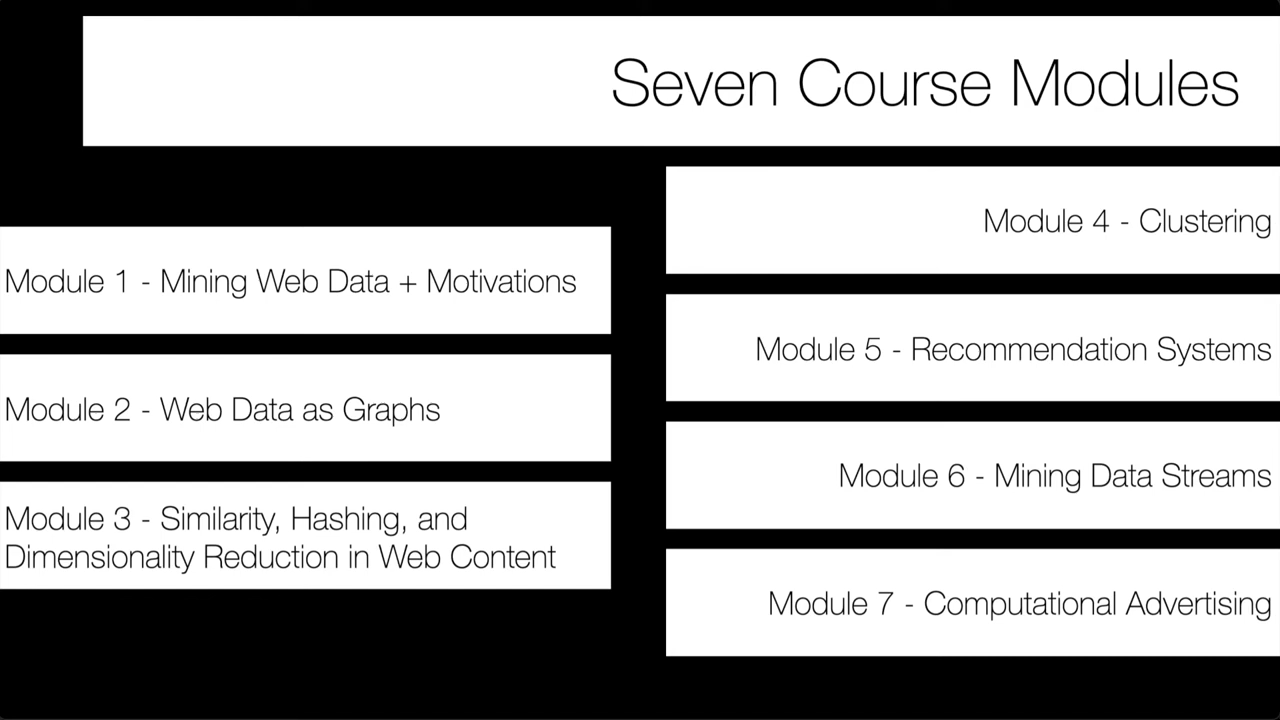 Seven Course Modules
Module 1 - Mining Web Data + Motivations
Module 2 - Web Data as Graphs
Module 3 - Similarity, Hashing, and
Dimensionality Reduction in Web Content
Module 4 - Clustering
Module 5 - Recommendation Systems
Module 6 - Mining Data Streams
Module 7 - Computational Advertising